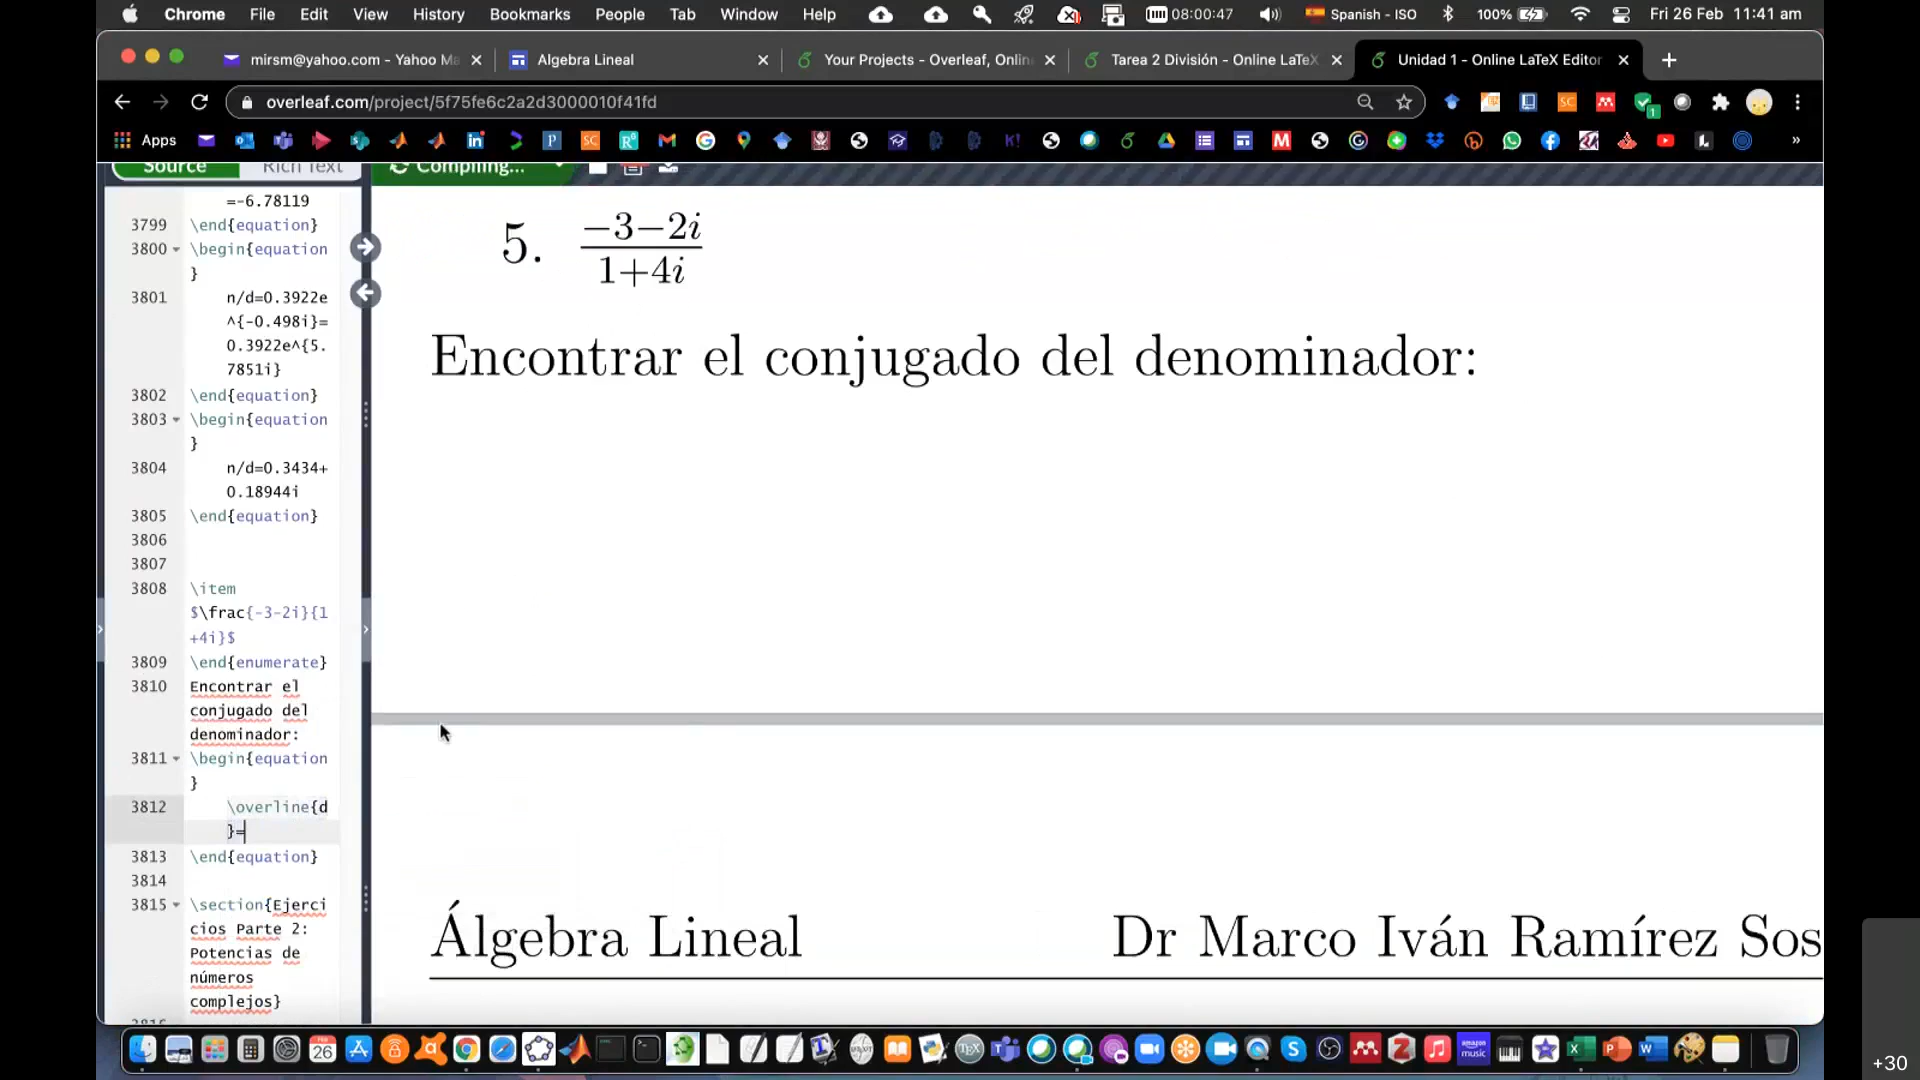 Chrome File Edit View History Bookmarks People Tab Window Help 08:00:47 Spanish - ISO 100% Fri 26 Feb 11:41 am
mirsm@yahoo.com - Yahoo Ma Algebra Lineal Your Projects - Overleaf, Onlin Tarea 2 División - Online LaTeX Unidad 1 - Online LaTeX Editor
overleaf.com/project/5f75fe6c2a2d3000010f41fd
Apps
Source Rich Text Compiling...
=-6.78119
3799 \end{equation}
3800 \begin{equation
}
3801 n/d=0.3922e
^{-0.498i}=
0.3922e^{5.
7851i}
3802 \end{equation}
3803 \begin{equation
}
3804 n/d=0.3434+
0.18944i
3805 \end{equation}
3806
3807
3808 \item
$\frac{-3-2i}{1
+4i}$
3809 \end{enumerate}
3810 Encontrar el
conjugado del
denominador:
3811 \begin{equation
}
3812 \overline{d
}=
3813 \end{equation}
3814
3815 \section{Ejerci
cios Parte 2:
Potencias de
números
complejos}
5. −3−2i
1+4i
Encontrar el conjugado del denominador:
Álgebra Lineal Dr Marco Iván Ramírez Sos
+30